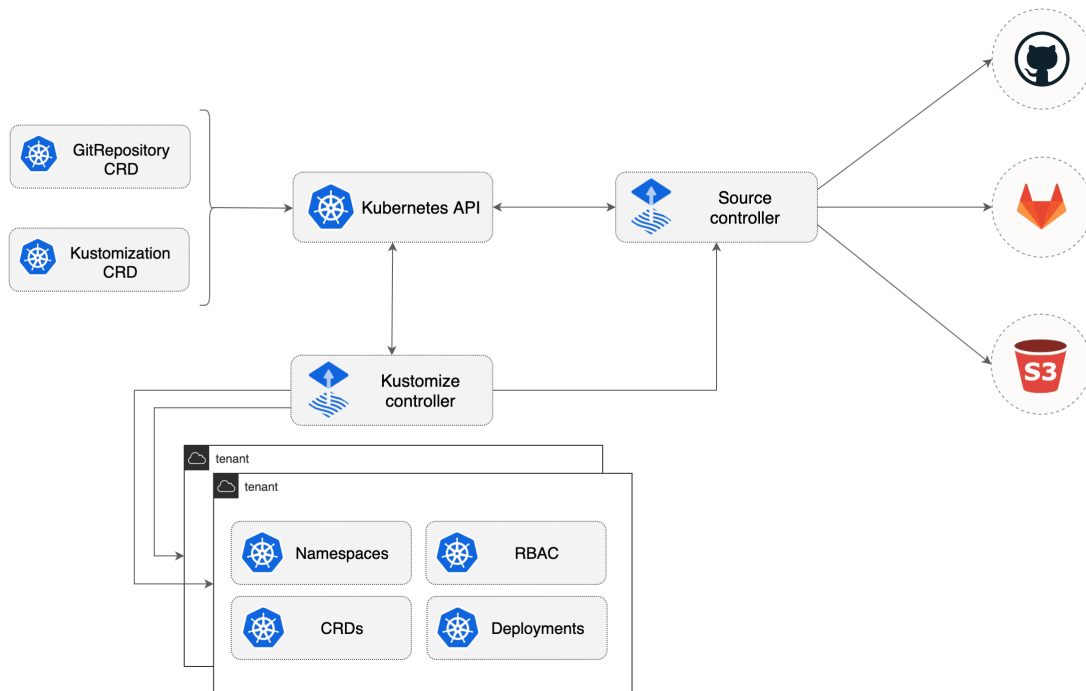 GitRepository
CRD
Kustomization
CRD
Kubernetes API
Source
controller
S3
Kustomize
controller
tenant
tenant
Namespaces
RBAC
CRDs
Deployments